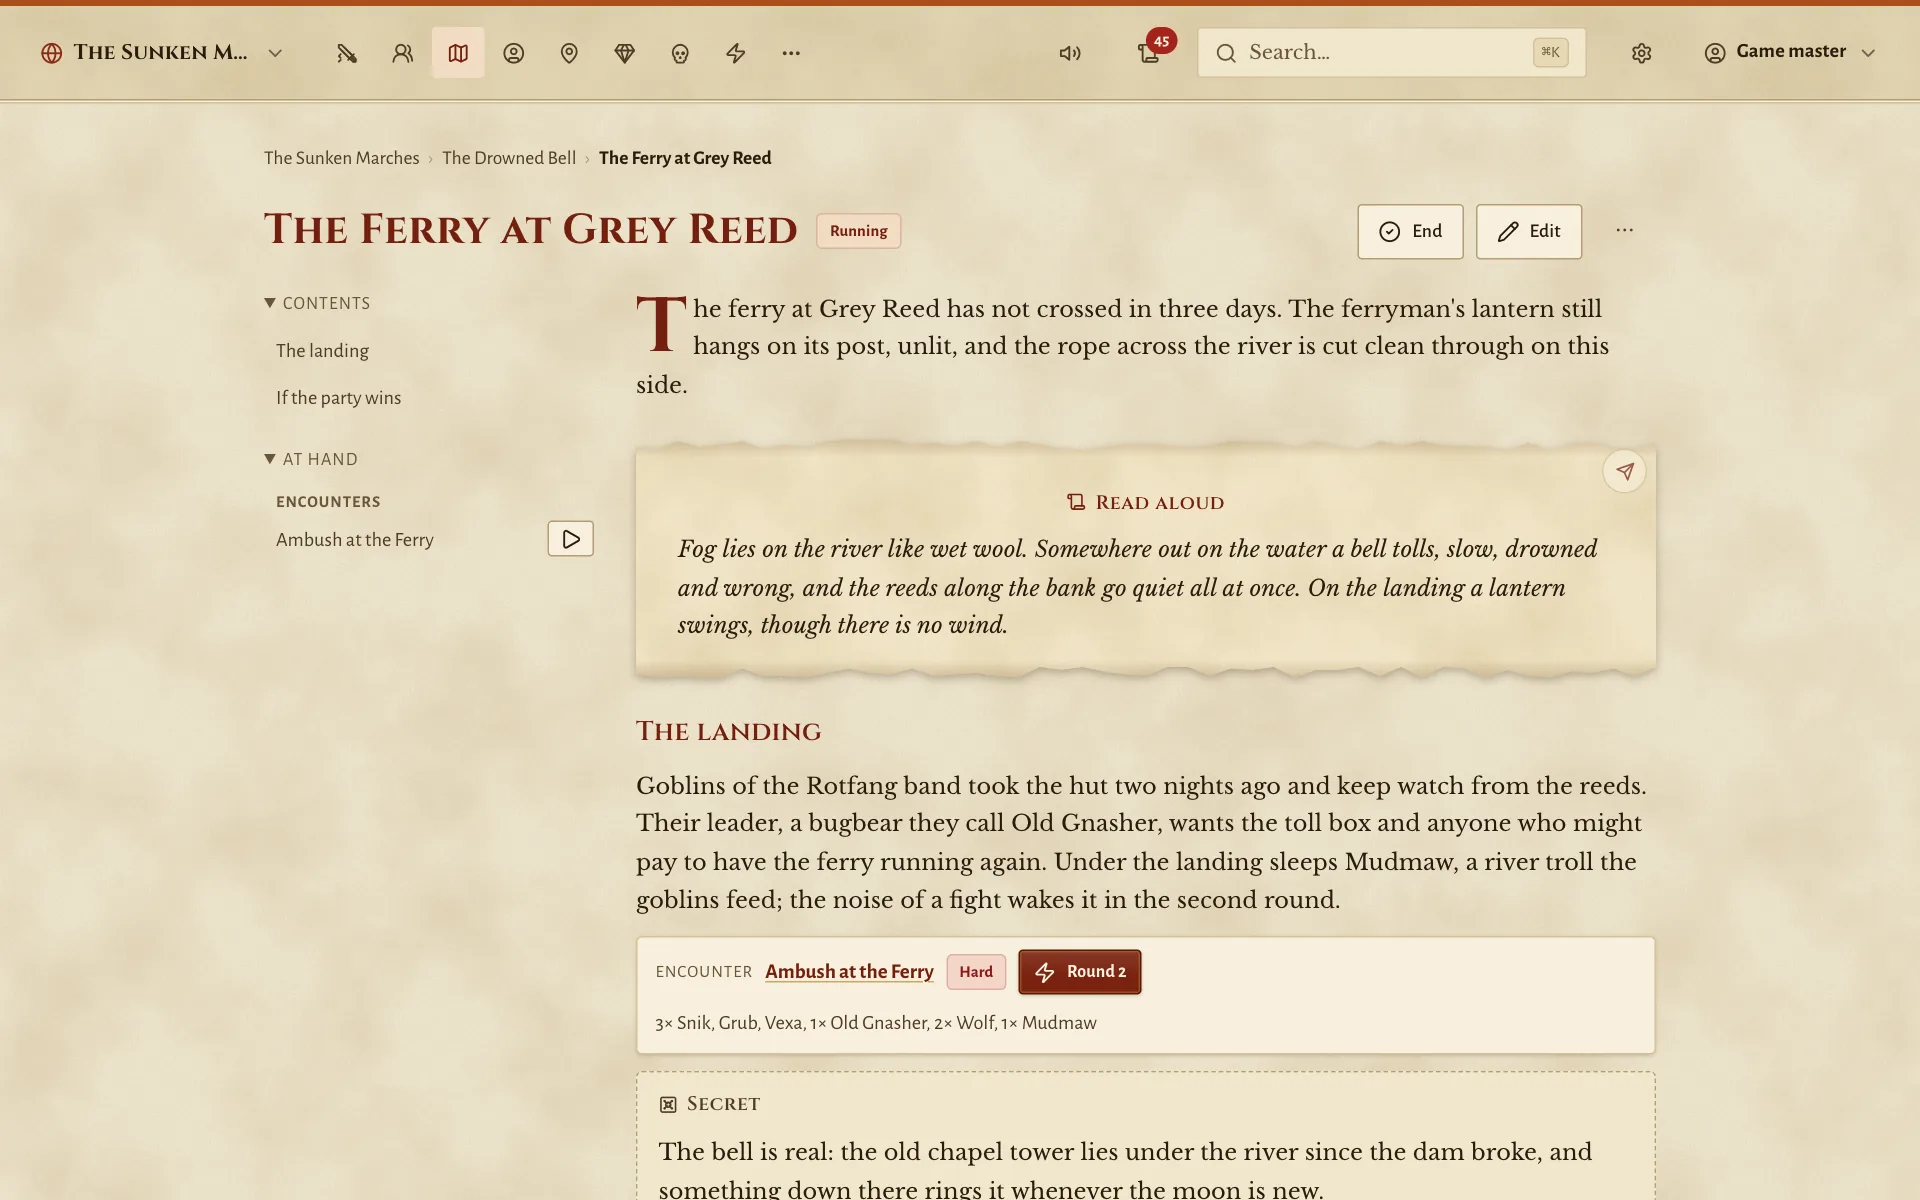 The Sunken M...
45
Search...
⌘K
Game master
The Sunken Marches › The Drowned Bell › The Ferry at Grey Reed
The Ferry at Grey Reed
Running
End
Edit
CONTENTS
The landing
If the party wins
AT HAND
ENCOUNTERS
Ambush at the Ferry
The ferry at Grey Reed has not crossed in three days. The ferryman's lantern still
hangs on its post, unlit, and the rope across the river is cut clean through on this
side.
Read aloud
Fog lies on the river like wet wool. Somewhere out on the water a bell tolls, slow, drowned
and wrong, and the reeds along the bank go quiet all at once. On the landing a lantern
swings, though there is no wind.
The landing
Goblins of the Rotfang band took the hut two nights ago and keep watch from the reeds.
Their leader, a bugbear they call Old Gnasher, wants the toll box and anyone who might
pay to have the ferry running again. Under the landing sleeps Mudmaw, a river troll the
goblins feed; the noise of a fight wakes it in the second round.
ENCOUNTER Ambush at the Ferry Hard Round 2
3× Snik, Grub, Vexa, 1× Old Gnasher, 2× Wolf, 1× Mudmaw
Secret
The bell is real: the old chapel tower lies under the river since the dam broke, and
something down there rings it whenever the moon is new.